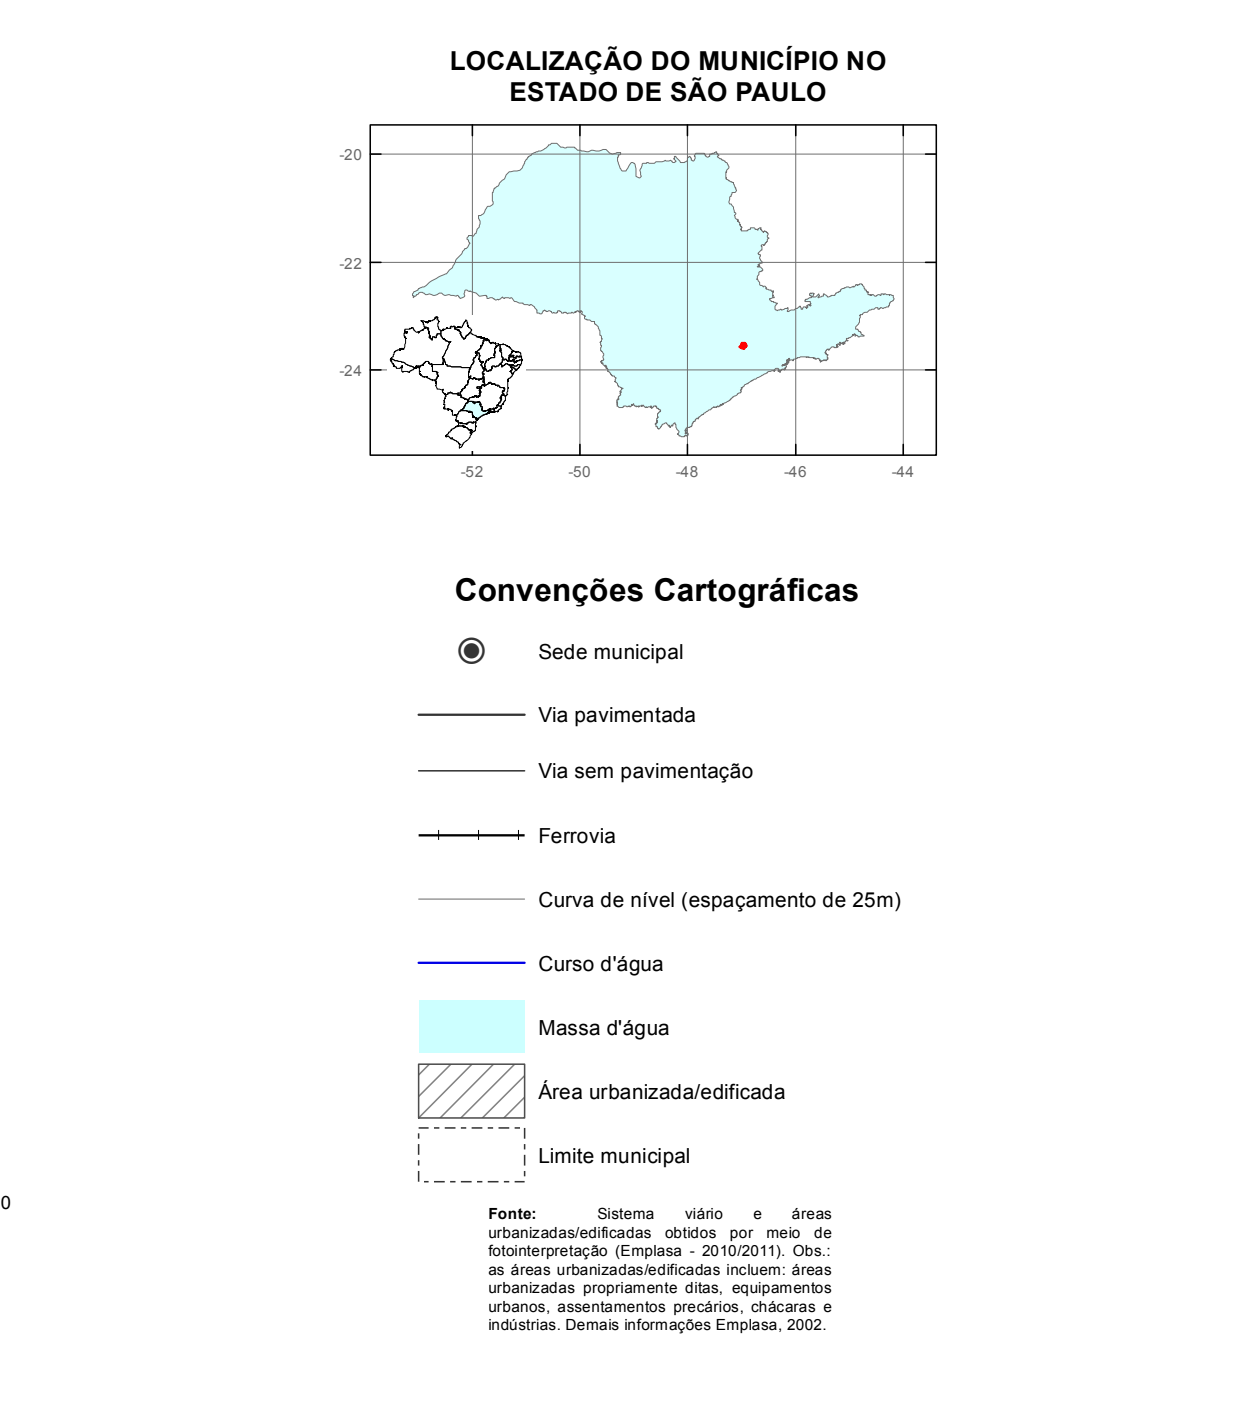 LOCALIZAÇÃO DO MUNICÍPIO NO
ESTADO DE SÃO PAULO
-20
-22
-24
-52
-50
-48
-46
-44
Convenções Cartográficas
Sede municipal
Via pavimentada
Via sem pavimentação
Ferrovia
Curva de nível (espaçamento de 25m)
Curso d'água
Massa d'água
Área urbanizada/edificada
Limite municipal
0
Fonte: Sistema viário e áreas
urbanizadas/edificadas obtidos por meio de
fotointerpretação (Emplasa - 2010/2011). Obs.:
as áreas urbanizadas/edificadas incluem: áreas
urbanizadas propriamente ditas, equipamentos
urbanos, assentamentos precários, chácaras e
indústrias. Demais informações Emplasa, 2002.